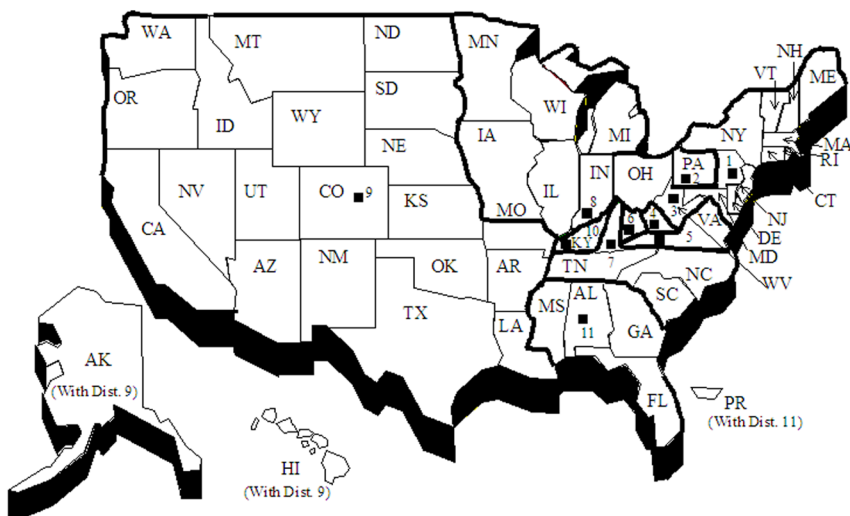 WA
MT
ND
MN
NH
VT
ME
OR
ID
SD
WI
MI
NY
WY
NE
IA
MA
RI
CT
NV
UT
CO
9
KS
IL
IN
OH
PA
2
1
NJ
DE
MD
WV
CA
MO
8
10
KY
6
4
3
VA
5
7
AZ
NM
OK
AR
TN
NC
SC
TX
LA
MS
AL
11
GA
FL
AK
(With Dist. 9)
HI
(With Dist. 9)
PR
(With Dist. 11)